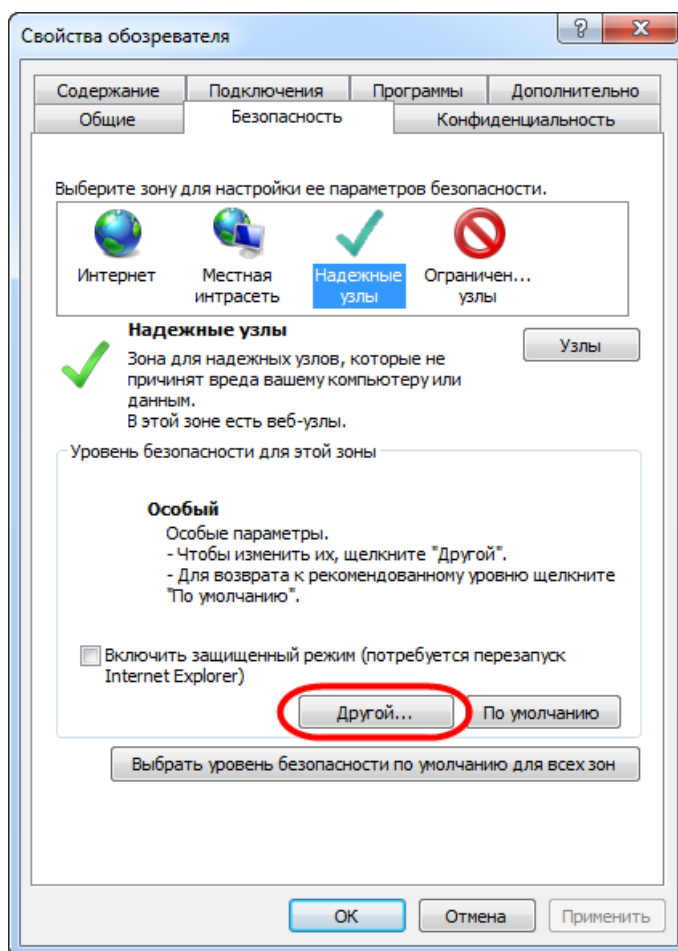 Свойства обозревателя
Содержание Подключения Программы Дополнительно
Общие Безопасность Конфиденциальность
Выберите зону для настройки ее параметров безопасности.
Интернет Местная интрасеть Надежные узлы Ограничен... узлы
Надежные узлы
Узлы
Зона для надежных узлов, которые не
причинят вреда вашему компьютеру или
данным.
В этой зоне есть веб-узлы.
Уровень безопасности для этой зоны
Особый
Особые параметры.
- Чтобы изменить их, щелкните "Другой".
- Для возврата к рекомендованному уровню щелкните
"По умолчанию".
Включить защищенный режим (потребуется перезапуск
Internet Explorer)
Другой... По умолчанию
Выбрать уровень безопасности по умолчанию для всех зон
ОК Отмена Применить